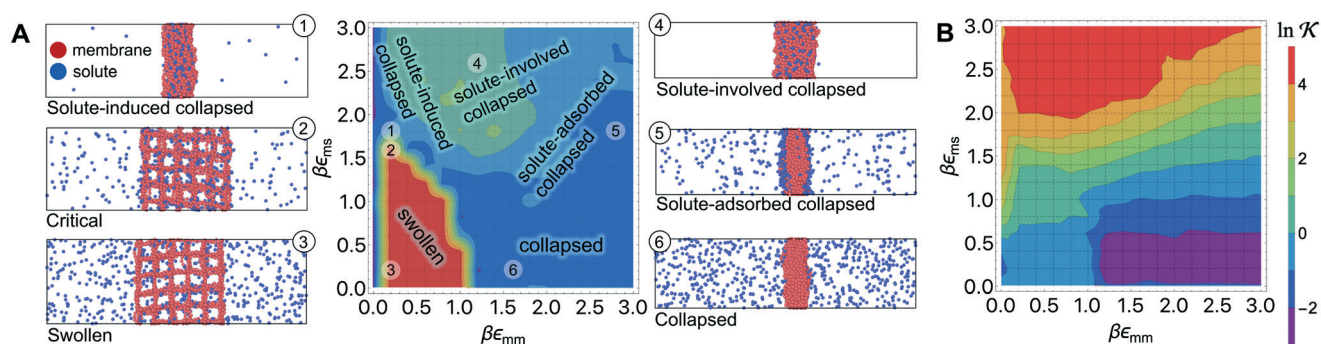 A
1
membrane
solute
Solute-induced collapsed
2
Critical
3
Swollen
3.0
2.5
2.0
1.5
1.0
0.5
0.0
βϵms
0.0 0.5 1.0 1.5 2.0 2.5 3.0
βϵmm
solute-induced
collapsed
4
solute-involved
collapsed
solute-adsorbed
collapsed
5
1
2
swollen
3
collapsed
6
4
Solute-involved collapsed
5
Solute-adsorbed collapsed
6
Collapsed
B
3.0
2.5
2.0
1.5
1.0
0.5
0.0
βϵms
0.0 0.5 1.0 1.5 2.0 2.5 3.0
βϵmm
ln 𝒦
4
2
0
−2